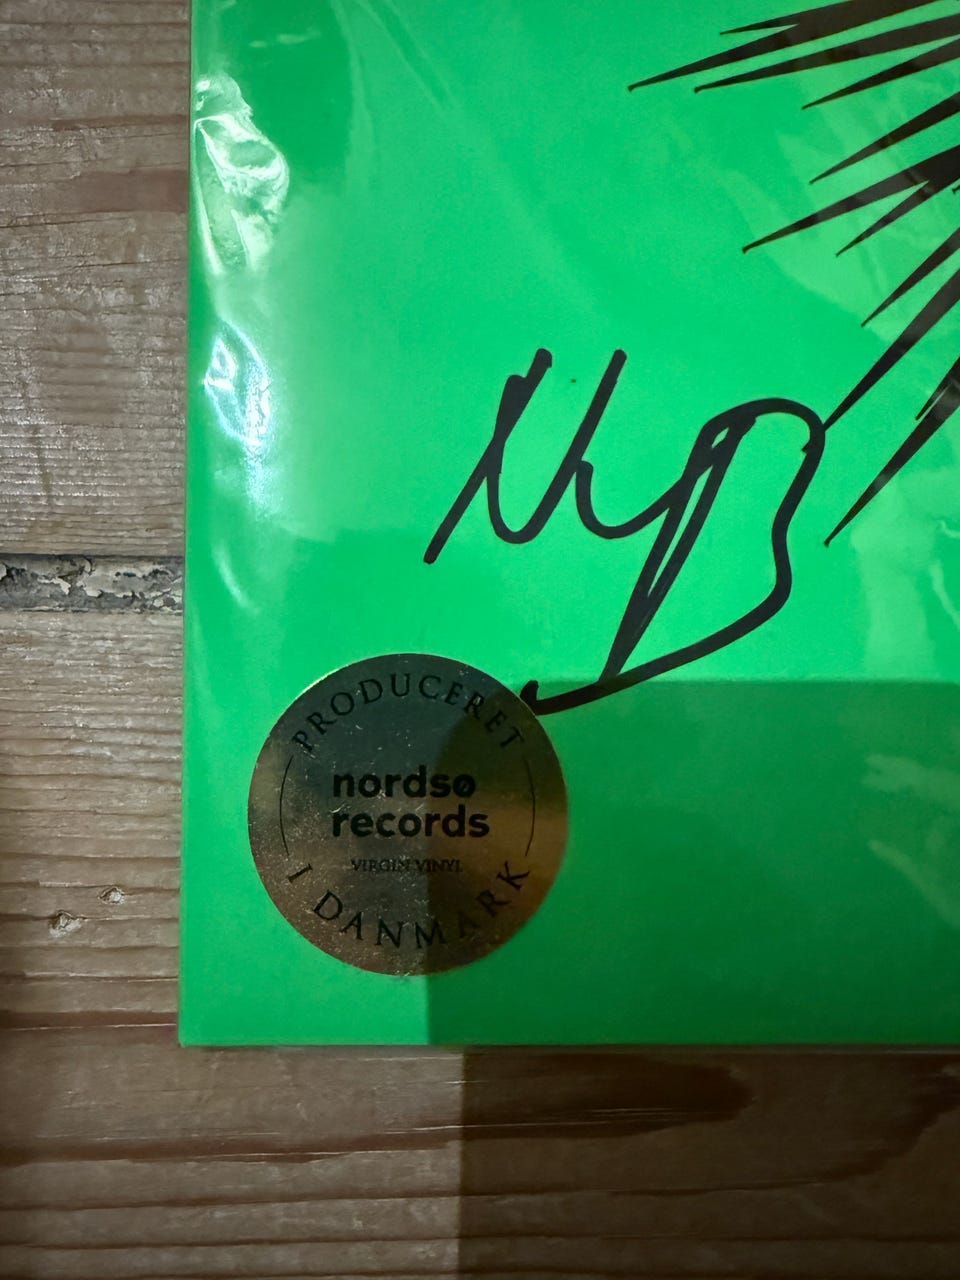 PRODUCERET
nordsø
records
VIRGIN VINYL
I DANMARK